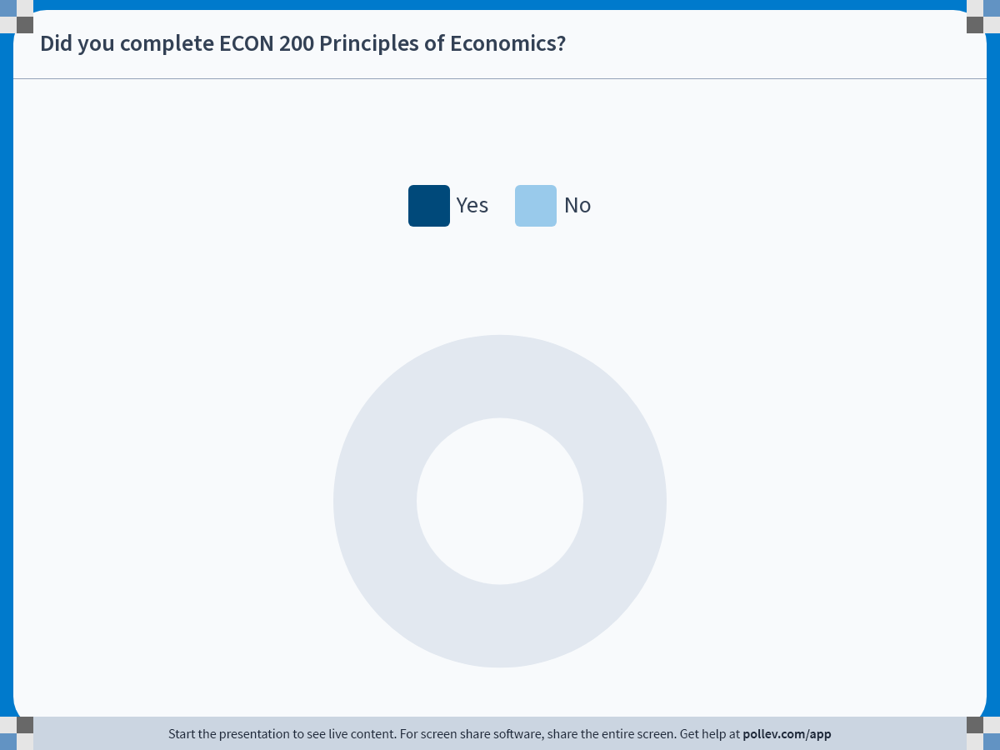 Did you complete ECON 200 Principles of Economics?
Yes No
Start the presentation to see live content. For screen share software, share the entire screen. Get help at pollev.com/app